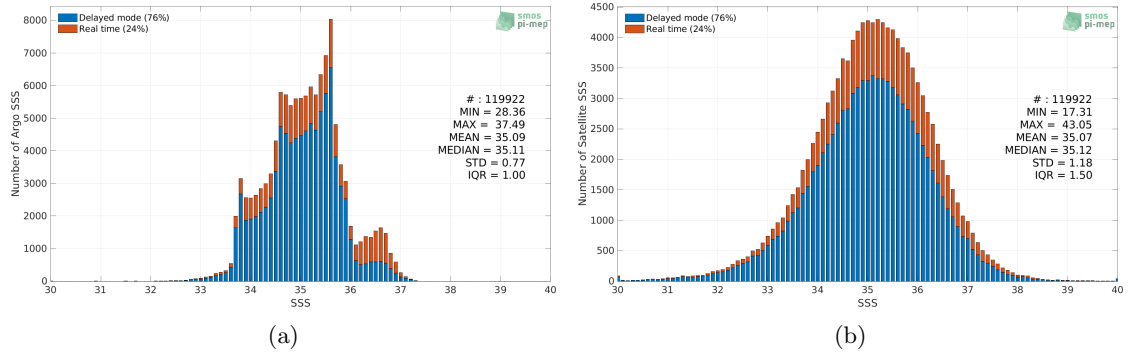 Delayed mode (76%)
Real time (24%)
smos
pi-mep
Number of Argo SSS
8000
7000
6000
5000
4000
3000
2000
1000
0
# : 119922
MIN = 28.36
MAX = 37.49
MEAN = 35.09
MEDIAN = 35.11
STD = 0.77
IQR = 1.00
30 31 32 33 34 35 36 37 38 39 40
SSS
(a)
Delayed mode (76%)
Real time (24%)
smos
pi-mep
Number of Satellite SSS
4500
4000
3500
3000
2500
2000
1500
1000
500
0
# : 119922
MIN = 17.31
MAX = 43.05
MEAN = 35.07
MEDIAN = 35.12
STD = 1.18
IQR = 1.50
30 31 32 33 34 35 36 37 38 39 40
SSS
(b)